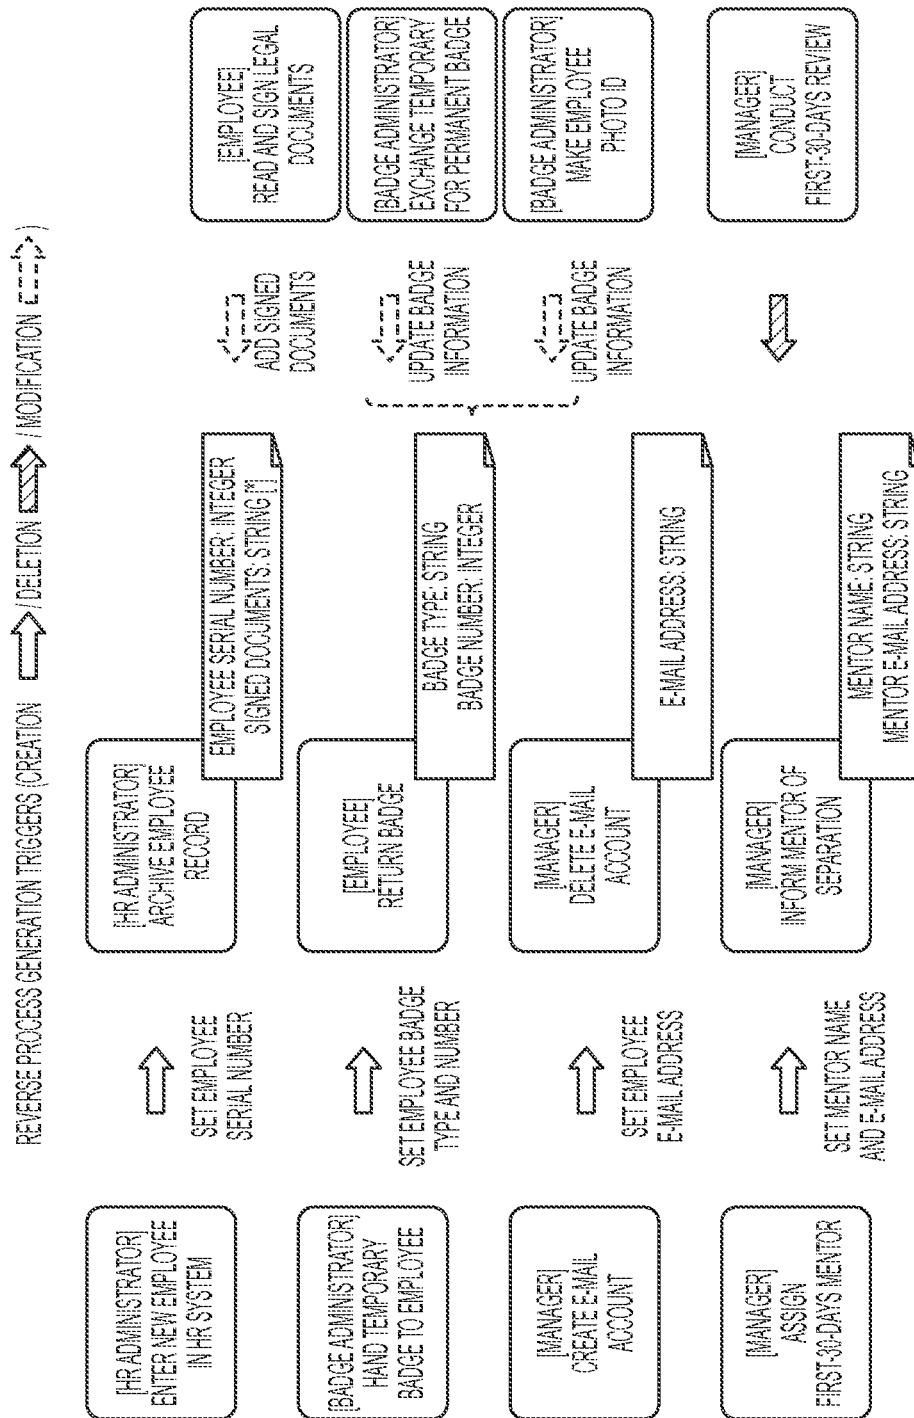 REVERSE PROCESS GENERATION TRIGGERS (CREATION / DELETION / MODIFICATION )
[HR ADMINISTRATOR]
ENTER NEW EMPLOYEE
IN HR SYSTEM
SET EMPLOYEE
SERIAL NUMBER
[HR ADMINISTRATOR]
ARCHIVE EMPLOYEE
RECORD
EMPLOYEE SERIAL NUMBER: INTEGER
SIGNED DOCUMENTS: STRING [*]
ADD SIGNED
DOCUMENTS
[EMPLOYEE]
READ AND SIGN LEGAL
DOCUMENTS
[BADGE ADMINISTRATOR]
HAND TEMPORARY
BADGE TO EMPLOYEE
SET EMPLOYEE BADGE
TYPE AND NUMBER
[EMPLOYEE]
RETURN BADGE
BADGE TYPE: STRING
BADGE NUMBER: INTEGER
UPDATE BADGE
INFORMATION
[BADGE ADMINISTRATOR]
EXCHANGE TEMPORARY
FOR PERMANENT BADGE
UPDATE BADGE
INFORMATION
[BADGE ADMINISTRATOR]
MAKE EMPLOYEE
PHOTO ID
[MANAGER]
CREATE E-MAIL
ACCOUNT
SET EMPLOYEE
E-MAIL ADDRESS
[MANAGER]
DELETE E-MAIL
ACCOUNT
E-MAIL ADDRESS: STRING
[MANAGER]
ASSIGN
FIRST-30-DAYS MENTOR
SET MENTOR NAME
AND E-MAIL ADDRESS
[MANAGER]
INFORM MENTOR OF
SEPARATION
MENTOR NAME: STRING
MENTOR E-MAIL ADDRESS: STRING
[MANAGER]
CONDUCT
FIRST-30-DAYS REVIEW